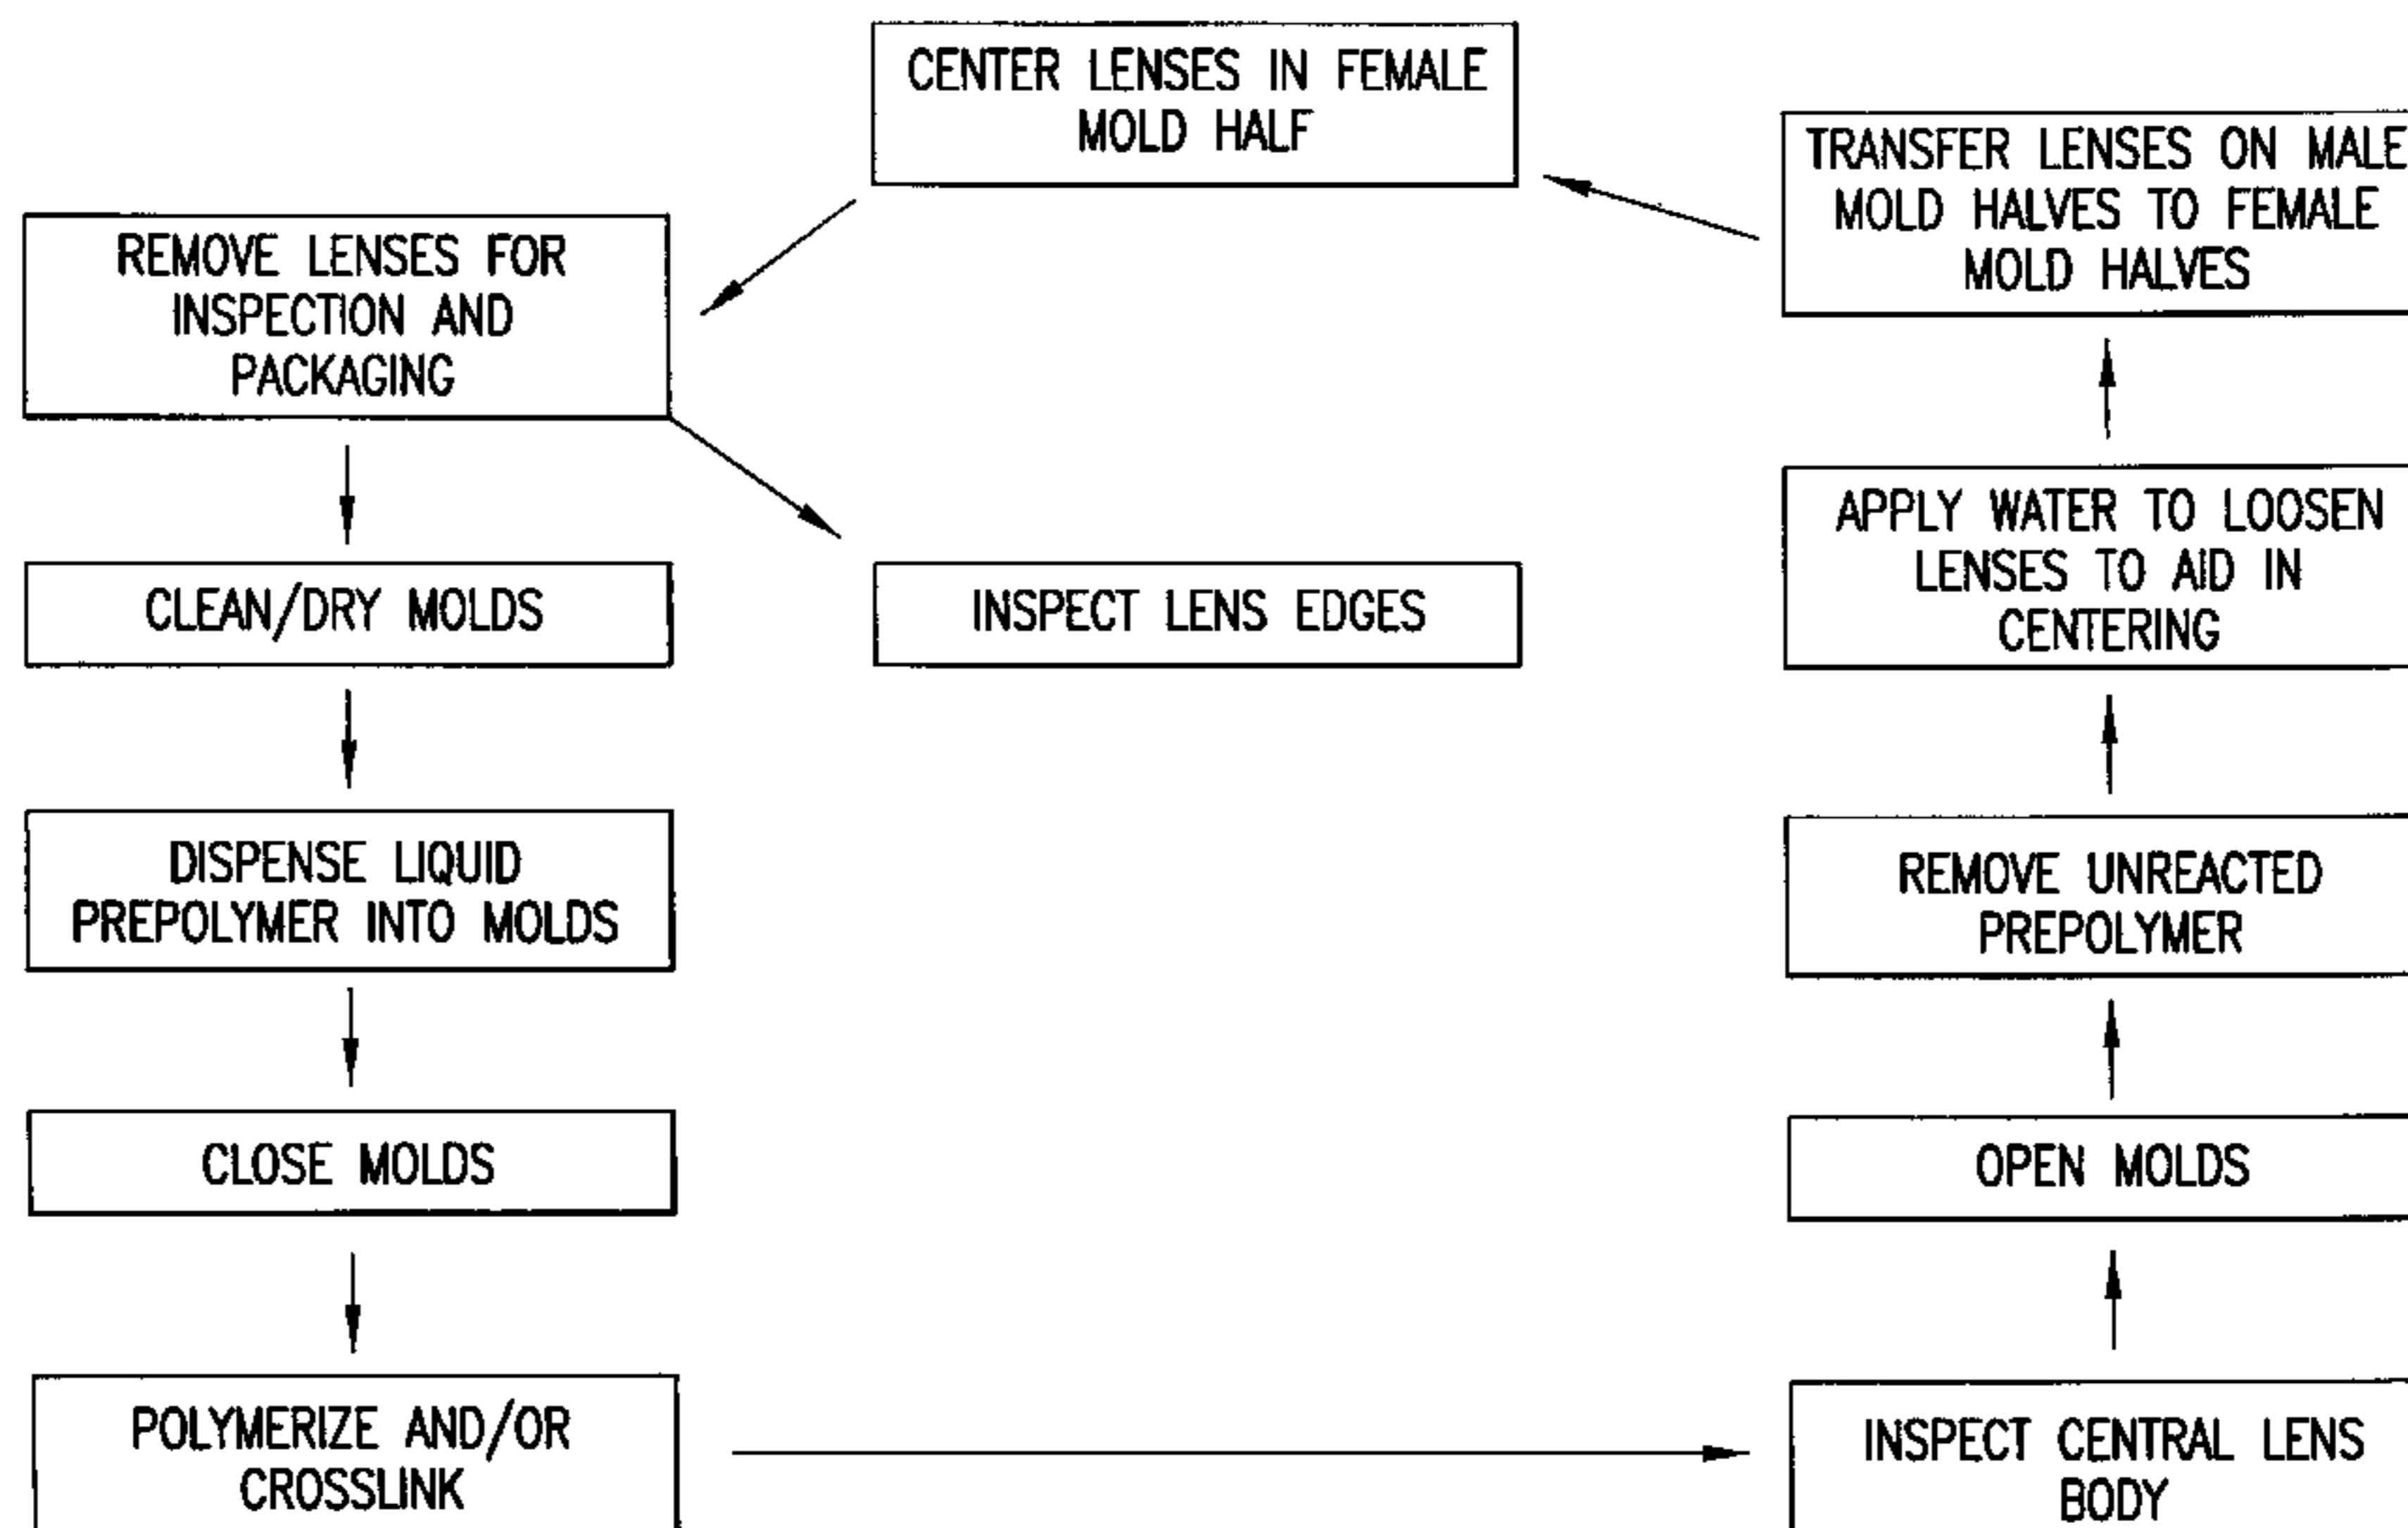 CENTER LENSES IN FEMALE
MOLD HALF
TRANSFER LENSES ON MALE
MOLD HALVES TO FEMALE
MOLD HALVES
REMOVE LENSES FOR
INSPECTION AND
PACKAGING
APPLY WATER TO LOOSEN
LENSES TO AID IN
CENTERING
CLEAN/DRY MOLDS
INSPECT LENS EDGES
DISPENSE LIQUID
PREPOLYMER INTO MOLDS
REMOVE UNREACTED
PREPOLYMER
CLOSE MOLDS
OPEN MOLDS
POLYMERIZE AND/OR
CROSSLINK
INSPECT CENTRAL LENS
BODY